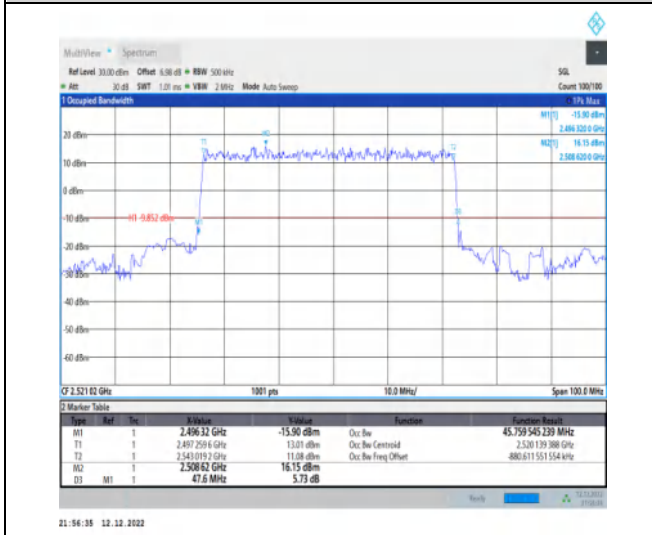 MultiView Spectrum
Ref Level 30.00 dBm Offset 6.98 dB RBW 500 kHz SGL
Att 30 dB SWT 1.01 ms VBW 2 MHz Mode Auto Sweep Count 100/100
1 Occupied Bandwidth 1Pk Max
M1[1] -15.90 dBm
2.496 320 0 GHz
20 dBm
M2[1] 16.15 dBm
2.508 620 0 GHz
T1 M2 T2
10 dBm
0 dBm
-10 dBm H1 -9.852 dBm D3
M1
-20 dBm
-30 dBm
-40 dBm
-50 dBm
-60 dBm
CF 2.521 02 GHz 1001 pts 10.0 MHz/ Span 100.0 MHz
2 Marker Table
Type Ref Trc X-Value Y-Value Function Function Result
M1 1 2.496 32 GHz -15.90 dBm Occ Bw 45.759 545 239 MHz
T1 1 2.497 259 6 GHz 13.01 dBm Occ Bw Centroid 2.520 139 388 GHz
T2 1 2.543 019 2 GHz 11.08 dBm Occ Bw Freq Offset -880.611 551 554 kHz
M2 1 2.508 62 GHz 16.15 dBm
D3 M1 1 47.6 MHz 5.73 dB
Ready 12.12.2022
21:56:35 12.12.2022